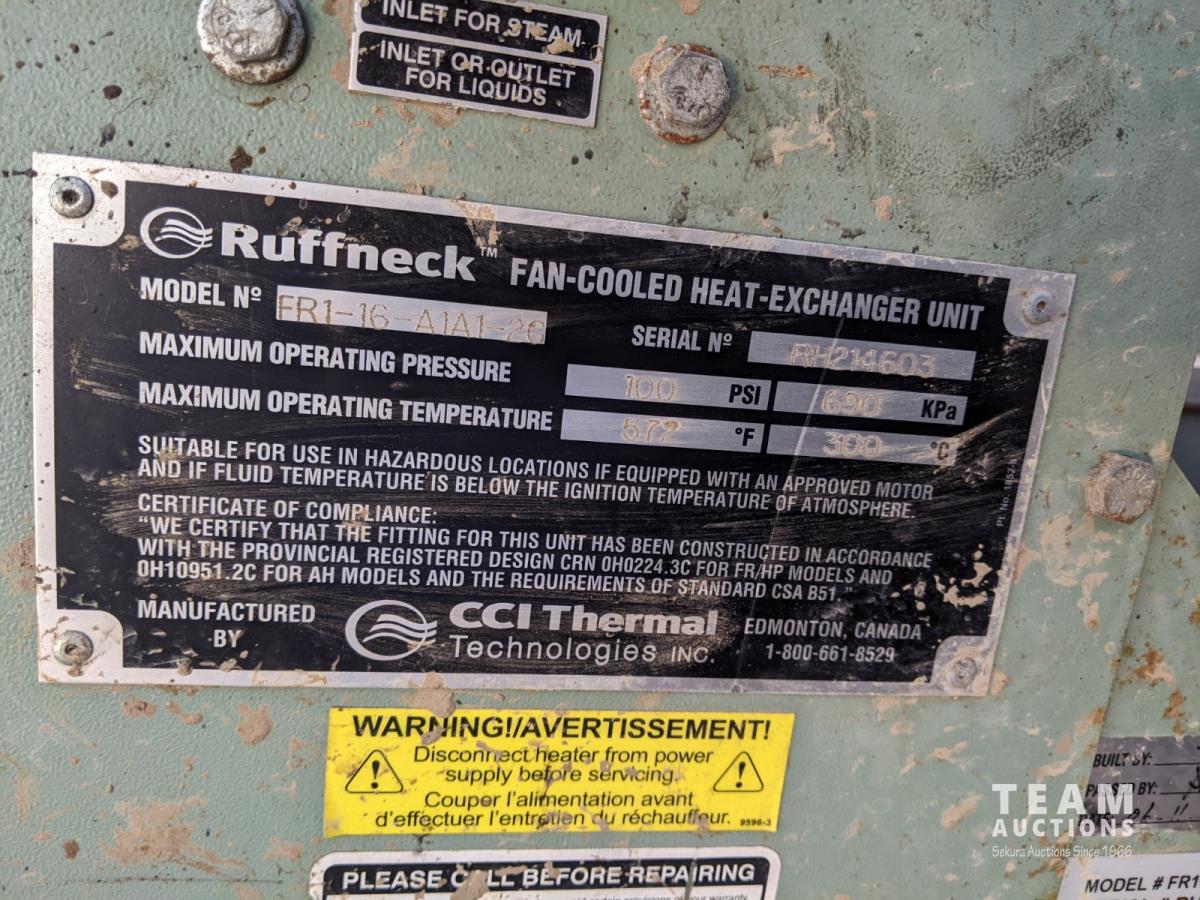 INLET FOR STEAM
INLET OR OUTLET
FOR LIQUIDS
Ruffneck™ FAN-COOLED HEAT-EXCHANGER UNIT
MODEL Nº FR1-16-A1A1-26
SERIAL Nº RH214603
MAXIMUM OPERATING PRESSURE 100 PSI 690 KPa
MAXIMUM OPERATING TEMPERATURE 572 °F 300 °C
SUITABLE FOR USE IN HAZARDOUS LOCATIONS IF EQUIPPED WITH AN APPROVED MOTOR
AND IF FLUID TEMPERATURE IS BELOW THE IGNITION TEMPERATURE OF ATMOSPHERE.
CERTIFICATE OF COMPLIANCE:
"WE CERTIFY THAT THE FITTING FOR THIS UNIT HAS BEEN CONSTRUCTED IN ACCORDANCE
WITH THE PROVINCIAL REGISTERED DESIGN CRN 0H0224.3C FOR FR/HP MODELS AND
0H10951.2C FOR AH MODELS AND THE REQUIREMENTS OF STANDARD CSA B51."
MANUFACTURED
BY
CCI Thermal
Technologies INC.
EDMONTON, CANADA
1-800-661-8529
Pt. No.
WARNING!/AVERTISSEMENT!
Disconnect heater from power
supply before servicing.
Couper l'alimentation avant
d'effectuer l'entretien du réchauffeur. 9596-3
PLEASE CALL BEFORE REPAIRING
BUILT BY:
PASSED BY:
MODEL # FR1
TEAM
AUCTIONS
Sekura Auctions Since 1966